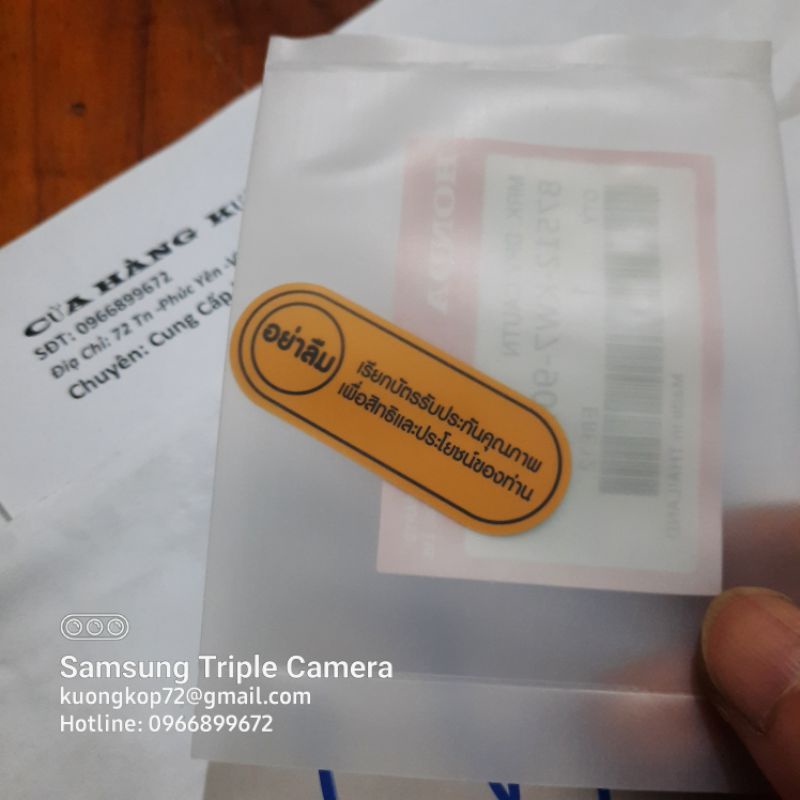 CỬA HÀNG
SĐT: 0966899672
Địa Chỉ: 72 Tn -Phúc Yên -V
Chuyên: Cung Cấp
HONDA
Made in THAILAND
อย่าลืม
เรียกบัตรรับประกันคุณภาพ
เพื่อสิทธิและประโยชน์ของท่าน
Samsung Triple Camera
kuongkop72@gmail.com
Hotline: 0966899672